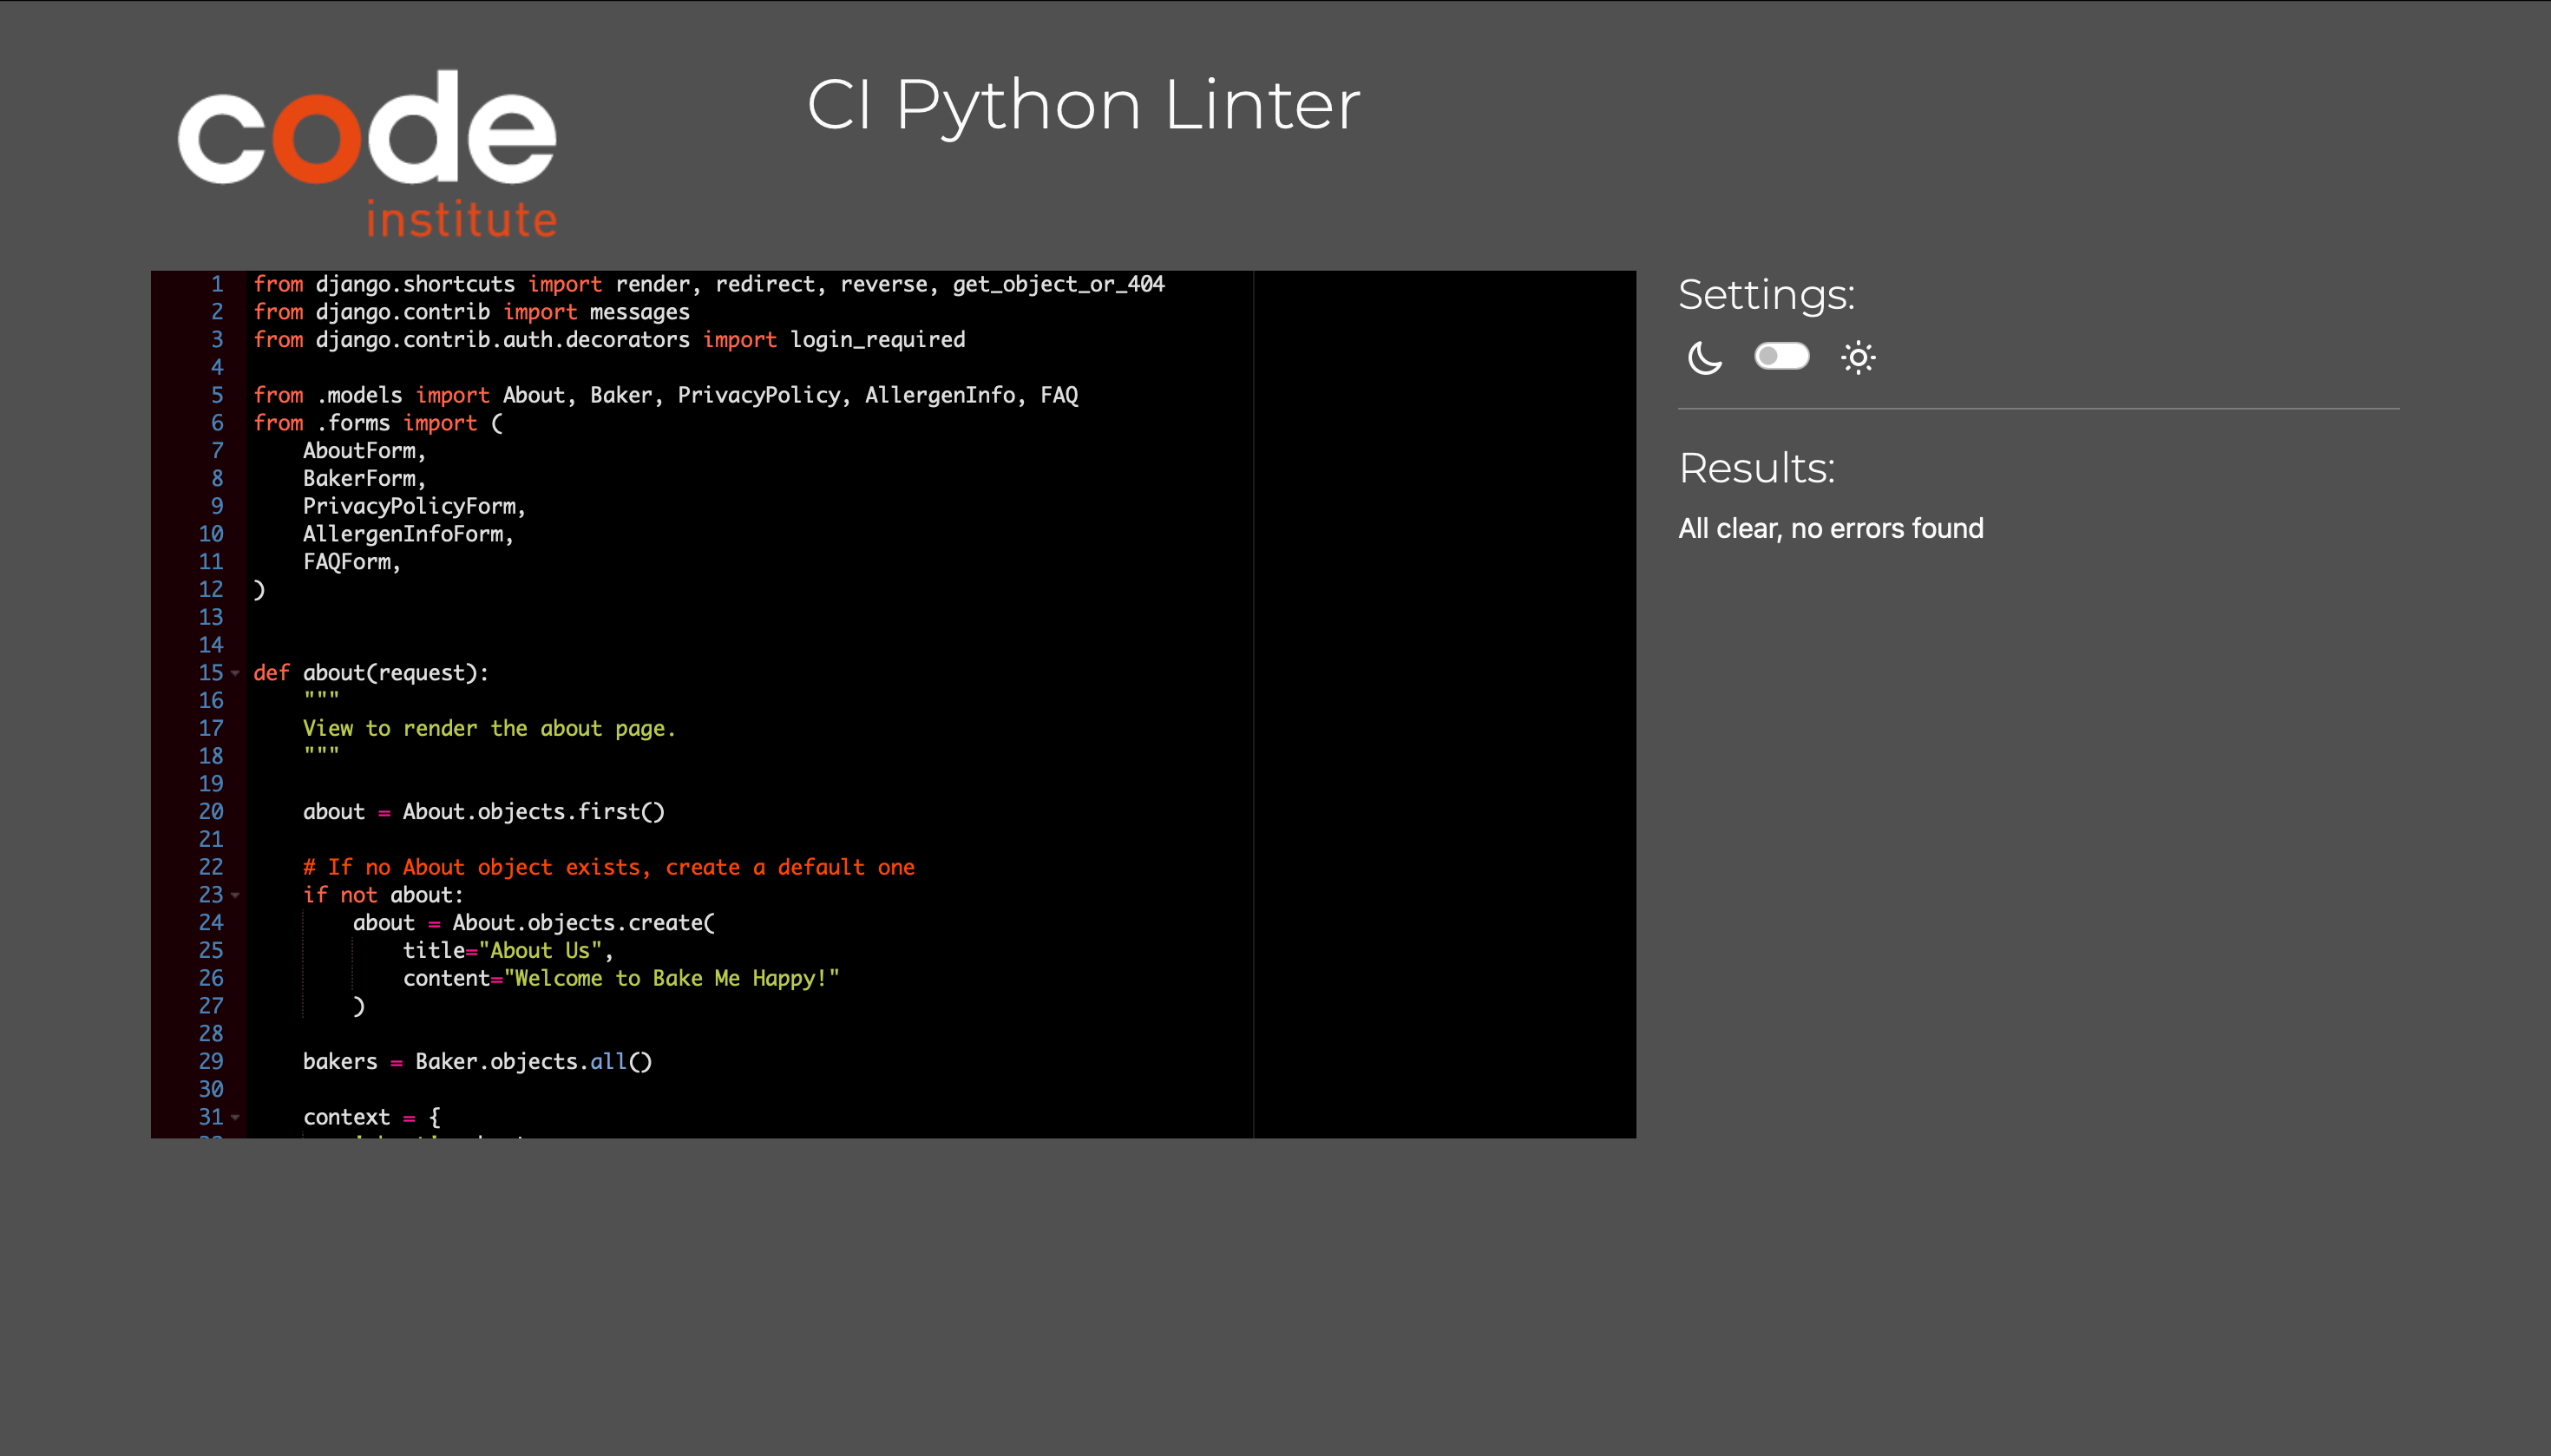 code
institute
CI Python Linter
1 from django.shortcuts import render, redirect, reverse, get_object_or_404
2 from django.contrib import messages
3 from django.contrib.auth.decorators import login_required
4
5 from .models import About, Baker, PrivacyPolicy, AllergenInfo, FAQ
6 from .forms import (
7     AboutForm,
8     BakerForm,
9     PrivacyPolicyForm,
10     AllergenInfoForm,
11     FAQForm,
12 )
13
14
15 def about(request):
16     """
17     View to render the about page.
18     """
19
20     about = About.objects.first()
21
22     # If no About object exists, create a default one
23     if not about:
24         about = About.objects.create(
25             title="About Us",
26             content="Welcome to Bake Me Happy!"
27         )
28
29     bakers = Baker.objects.all()
30
31     context = {
Settings:
Results:
All clear, no errors found